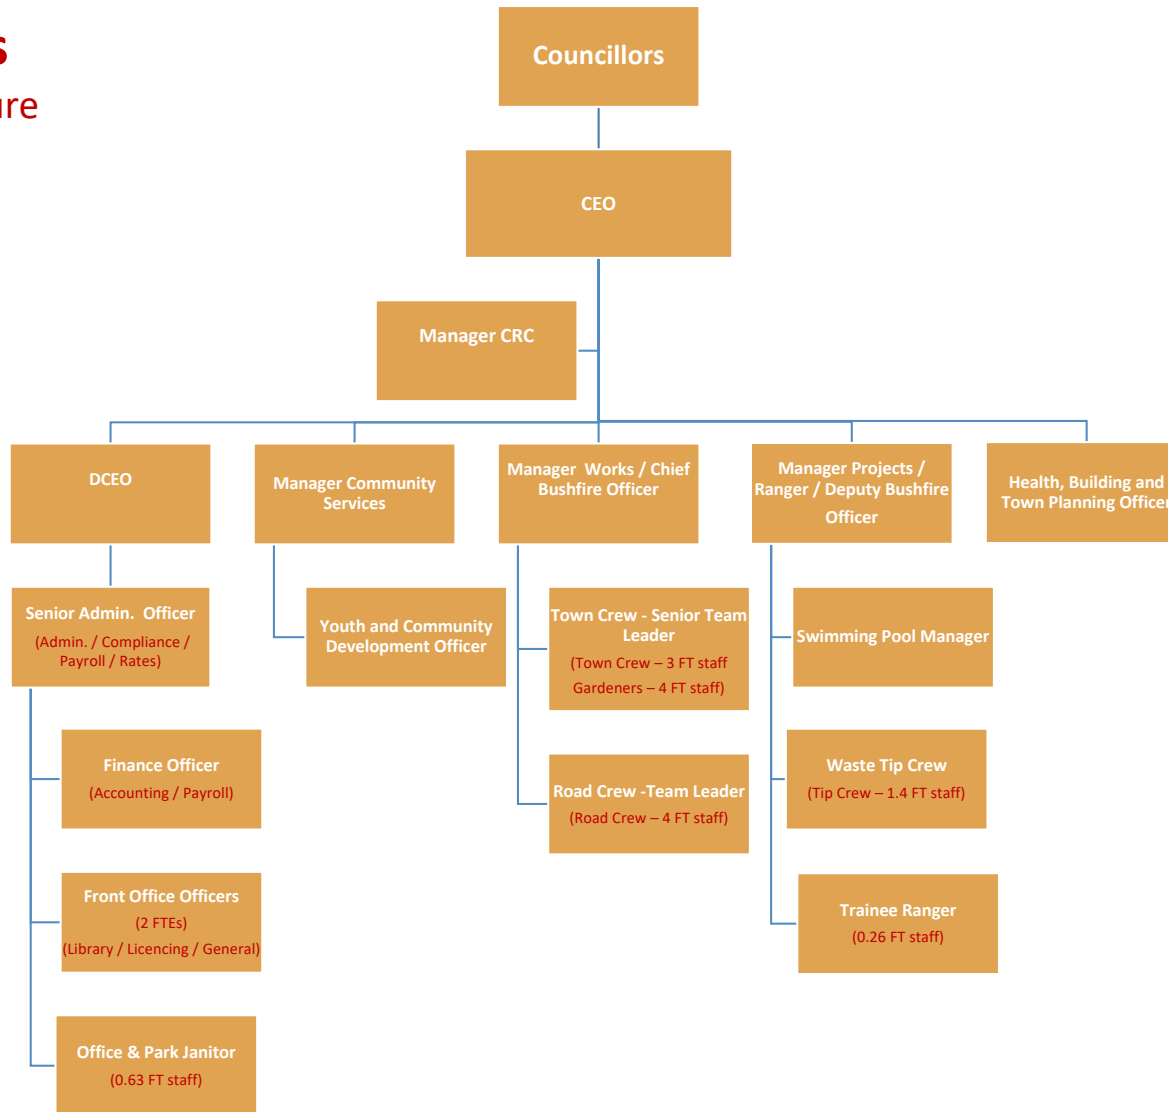 s
ure
Councillors
CEO
Manager CRC
DCEO
Manager Community
Services
Manager Works / Chief
Bushfire Officer
Manager Projects /
Ranger / Deputy Bushfire
Officer
Health, Building and
Town Planning Officer
Senior Admin. Officer
(Admin. / Compliance /
Payroll / Rates)
Youth and Community
Development Officer
Town Crew - Senior Team
Leader
(Town Crew – 3 FT staff
Gardeners – 4 FT staff)
Swimming Pool Manager
Finance Officer
(Accounting / Payroll)
Road Crew -Team Leader
(Road Crew – 4 FT staff)
Waste Tip Crew
(Tip Crew – 1.4 FT staff)
Front Office Officers
(2 FTEs)
(Library / Licencing / General)
Trainee Ranger
(0.26 FT staff)
Office & Park Janitor
(0.63 FT staff)